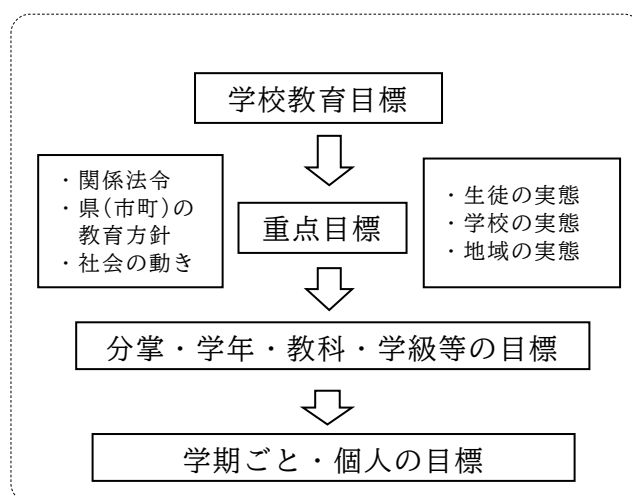 学校教育目標
・関係法令
・県(市町)の
教育方針
・社会の動き
重点目標
・生徒の実態
・学校の実態
・地域の実態
分掌・学年・教科・学級等の目標
学期ごと・個人の目標